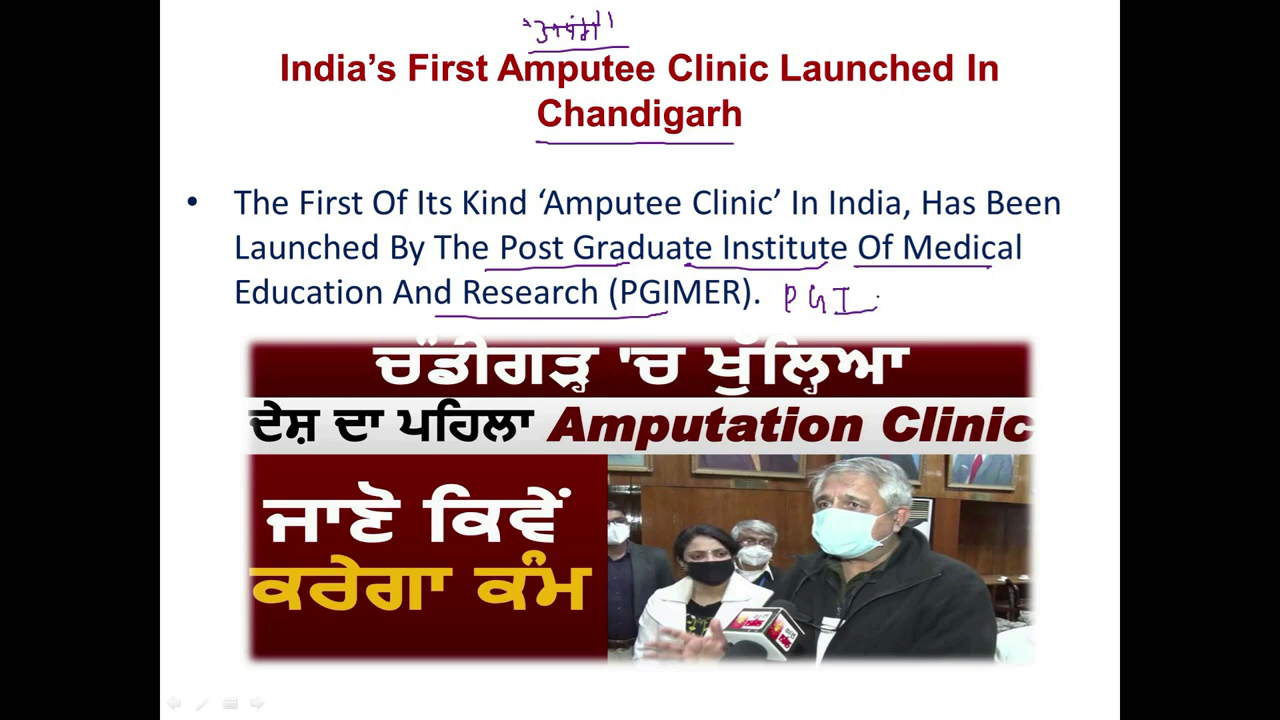 India’s First Amputee Clinic Launched In
Chandigarh
• The First Of Its Kind ‘Amputee Clinic’ In India, Has Been
Launched By The Post Graduate Institute Of Medical
Education And Research (PGIMER). PGI
ਚੰਡੀਗੜ੍ਹ 'ਚ ਖੁੱਲ੍ਹਿਆ
ਦੇਸ਼ ਦਾ ਪਹਿਲਾ Amputation Clinic
ਜਾਣੋ ਕਿਵੇਂ
ਕਰੇਗਾ ਕੰਮ